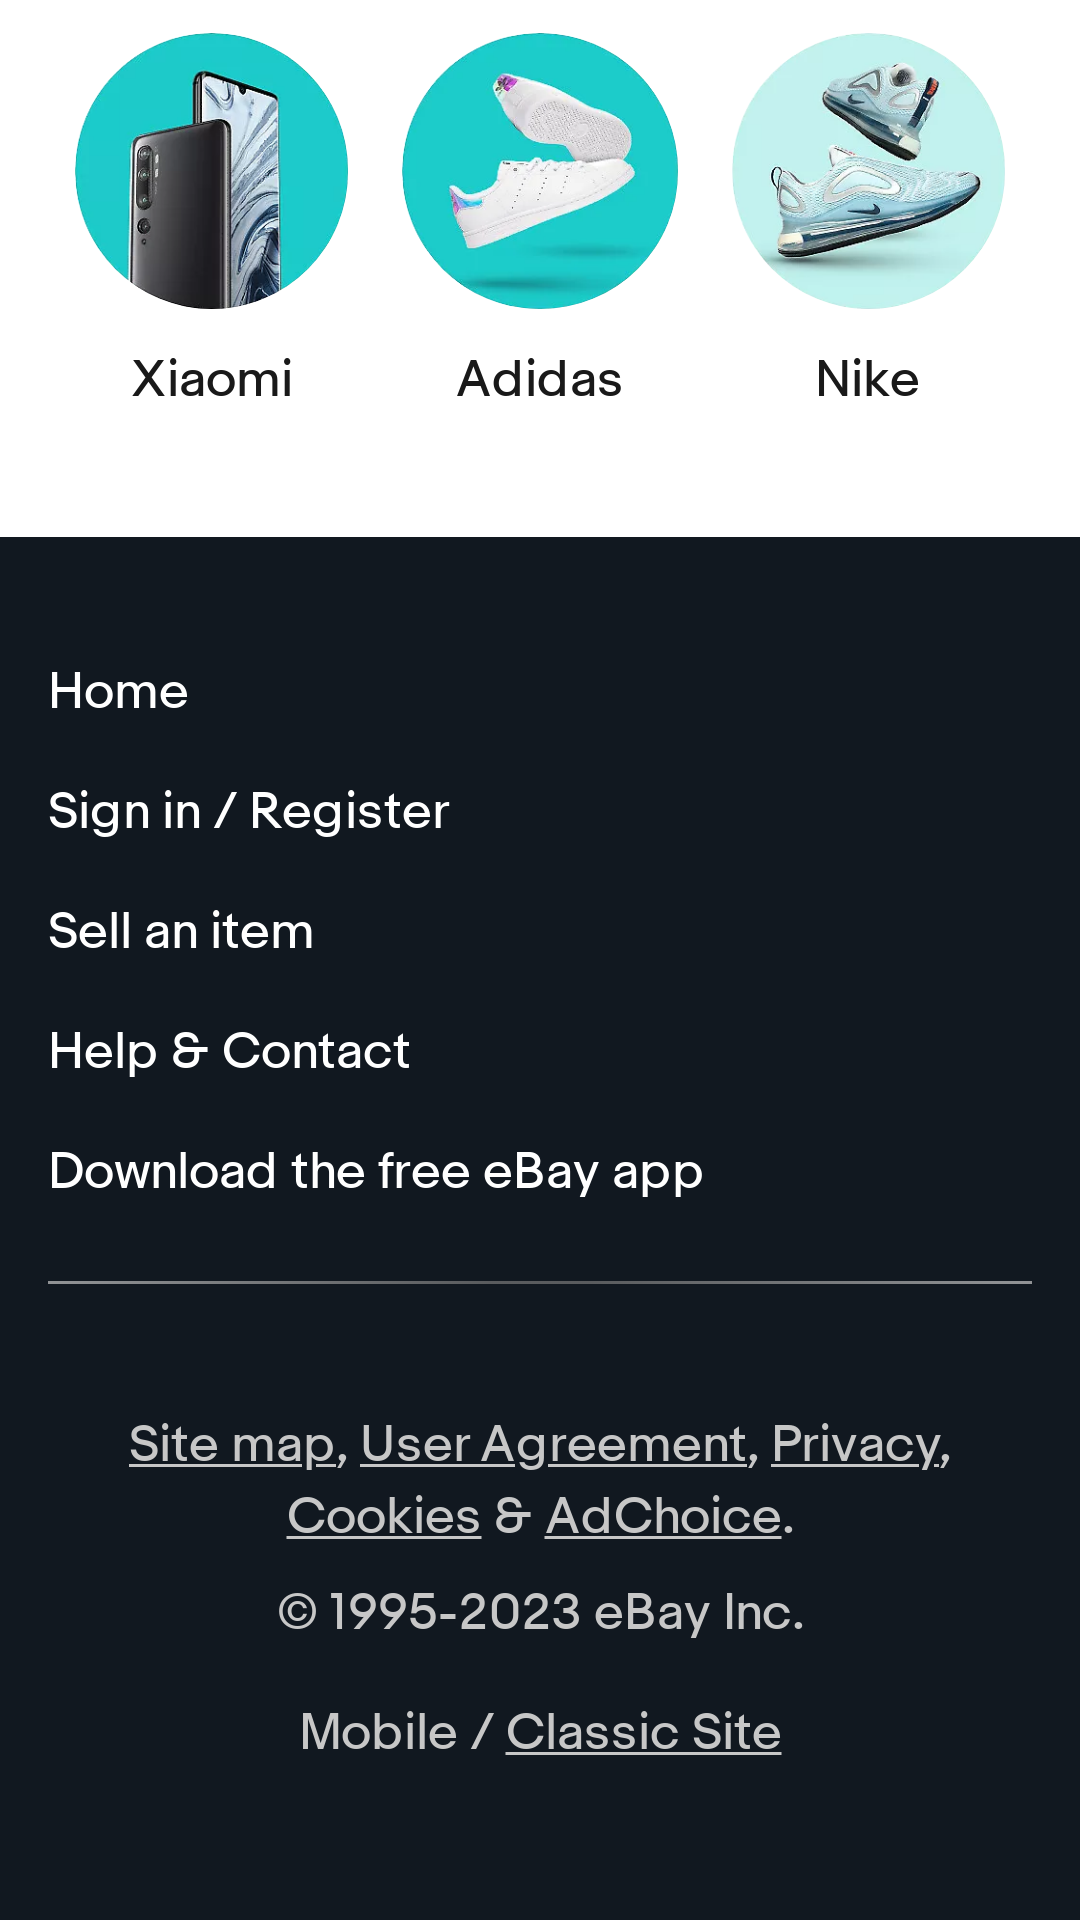 Xiaomi Adidas Nike
Home
Sign in / Register
Sell an item
Help & Contact
Download the free eBay app
Site map, User Agreement, Privacy,
Cookies & AdChoice.
© 1995-2023 eBay Inc.
Mobile / Classic Site